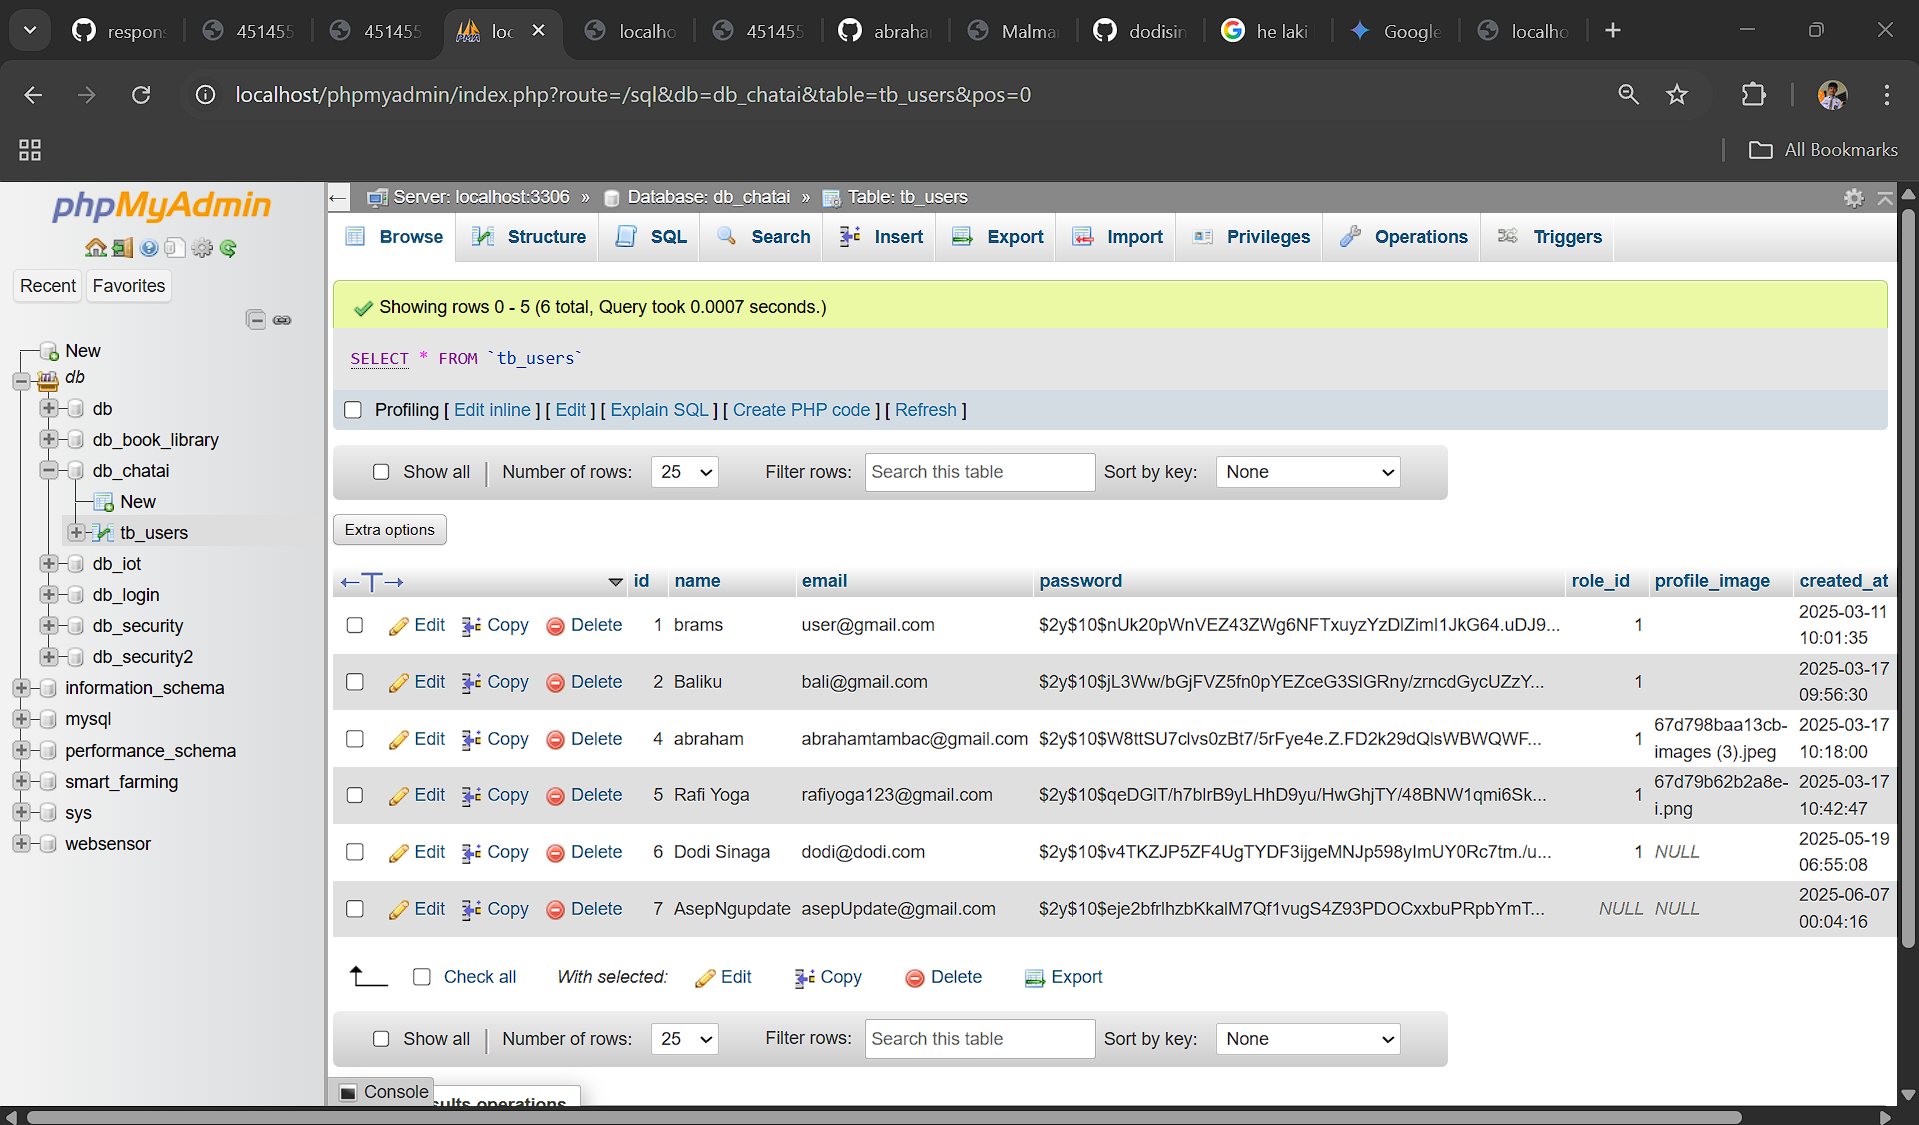 respons
451455
451455
loc
localho
451455
abrahar
Malmar
dodisin
he laki
Google
localho
localhost/phpmyadmin/index.php?route=/sql&db=db_chatai&table=tb_users&pos=0
All Bookmarks
phpMyAdmin
Recent
Favorites
New
db
db
db_book_library
db_chatai
New
tb_users
db_iot
db_login
db_security
db_security2
information_schema
mysql
performance_schema
smart_farming
sys
websensor
Server: localhost:3306 » Database: db_chatai » Table: tb_users
Browse Structure SQL Search Insert Export Import Privileges Operations Triggers
Showing rows 0 - 5 (6 total, Query took 0.0007 seconds.)
SELECT * FROM `tb_users`
Profiling [ Edit inline ] [ Edit ] [ Explain SQL ] [ Create PHP code ] [ Refresh ]
Show all | Number of rows: 25 Filter rows: Search this table Sort by key: None
Extra options
←T→ id name email password role_id profile_image created_at
Edit Copy Delete 1 brams user@gmail.com $2y$10$nUk20pWnVEZ43ZWg6NFTxuyzYzDlZiml1JkG64.uDJ9... 1 2025-03-11
10:01:35
Edit Copy Delete 2 Baliku bali@gmail.com $2y$10$jL3Ww/bGjFVZ5fn0pYEZceG3SlGRny/zrncdGycUZzY... 1 2025-03-17
09:56:30
Edit Copy Delete 4 abraham abrahamtambac@gmail.com $2y$10$W8ttSU7clvs0zBt7/5rFye4e.Z.FD2k29dQlsWBWQWF... 1 67d798baa13cb- 2025-03-17
images (3).jpeg 10:18:00
Edit Copy Delete 5 Rafi Yoga rafiyoga123@gmail.com $2y$10$qeDGlT/h7blrB9yLHhD9yu/HwGhjTY/48BNW1qmi6Sk... 1 67d79b62b2a8e- 2025-03-17
i.png 10:42:47
Edit Copy Delete 6 Dodi Sinaga dodi@dodi.com $2y$10$v4TKZJP5ZF4UgTYDF3ijgeMNJp598ylmUY0Rc7tm./u... 1 NULL 2025-05-19
06:55:08
Edit Copy Delete 7 AsepNgupdate asepUpdate@gmail.com $2y$10$eje2bfrlhzbKkalM7Qf1vugS4Z93PDOCxxbuPRpbYmT... NULL NULL 2025-06-07
00:04:16
Check all With selected: Edit Copy Delete Export
Show all | Number of rows: 25 Filter rows: Search this table Sort by key: None
Console
ults operations